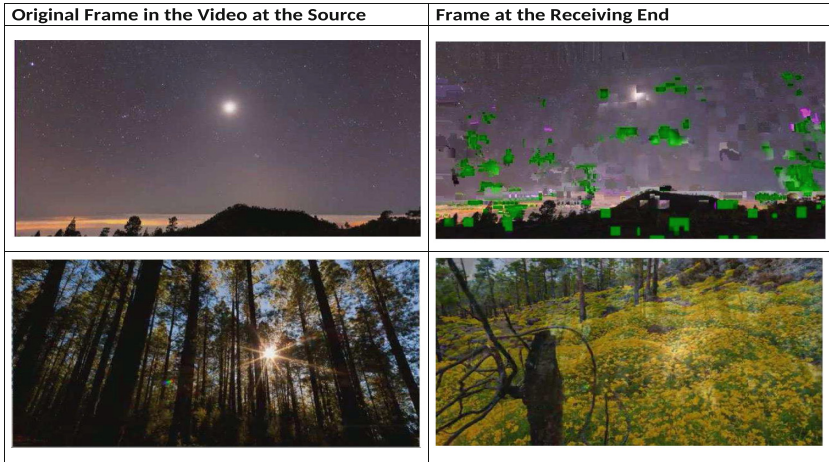 Original Frame in the Video at the Source
Frame at the Receiving End